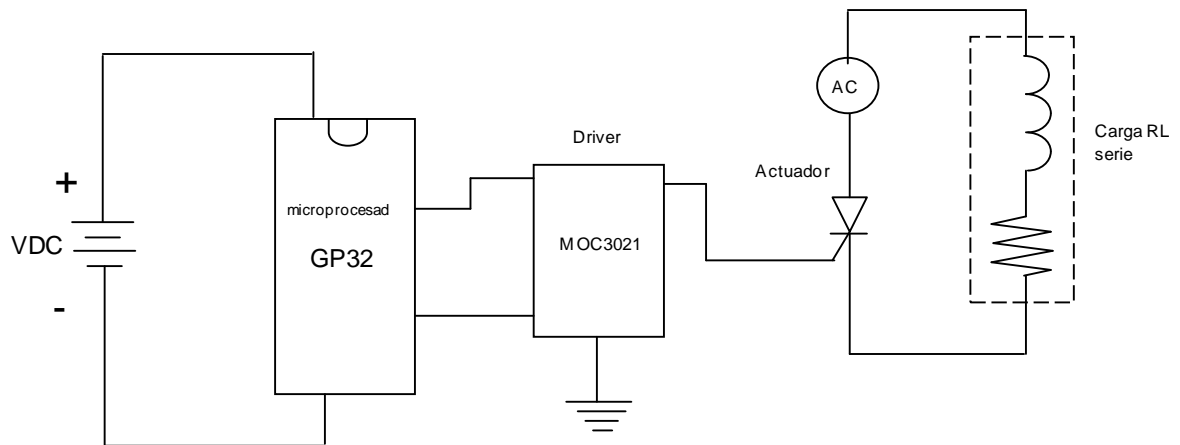 +
VDC
-
microprocesad
GP32
Driver
MOC3021
Actuador
AC
Carga RL
serie